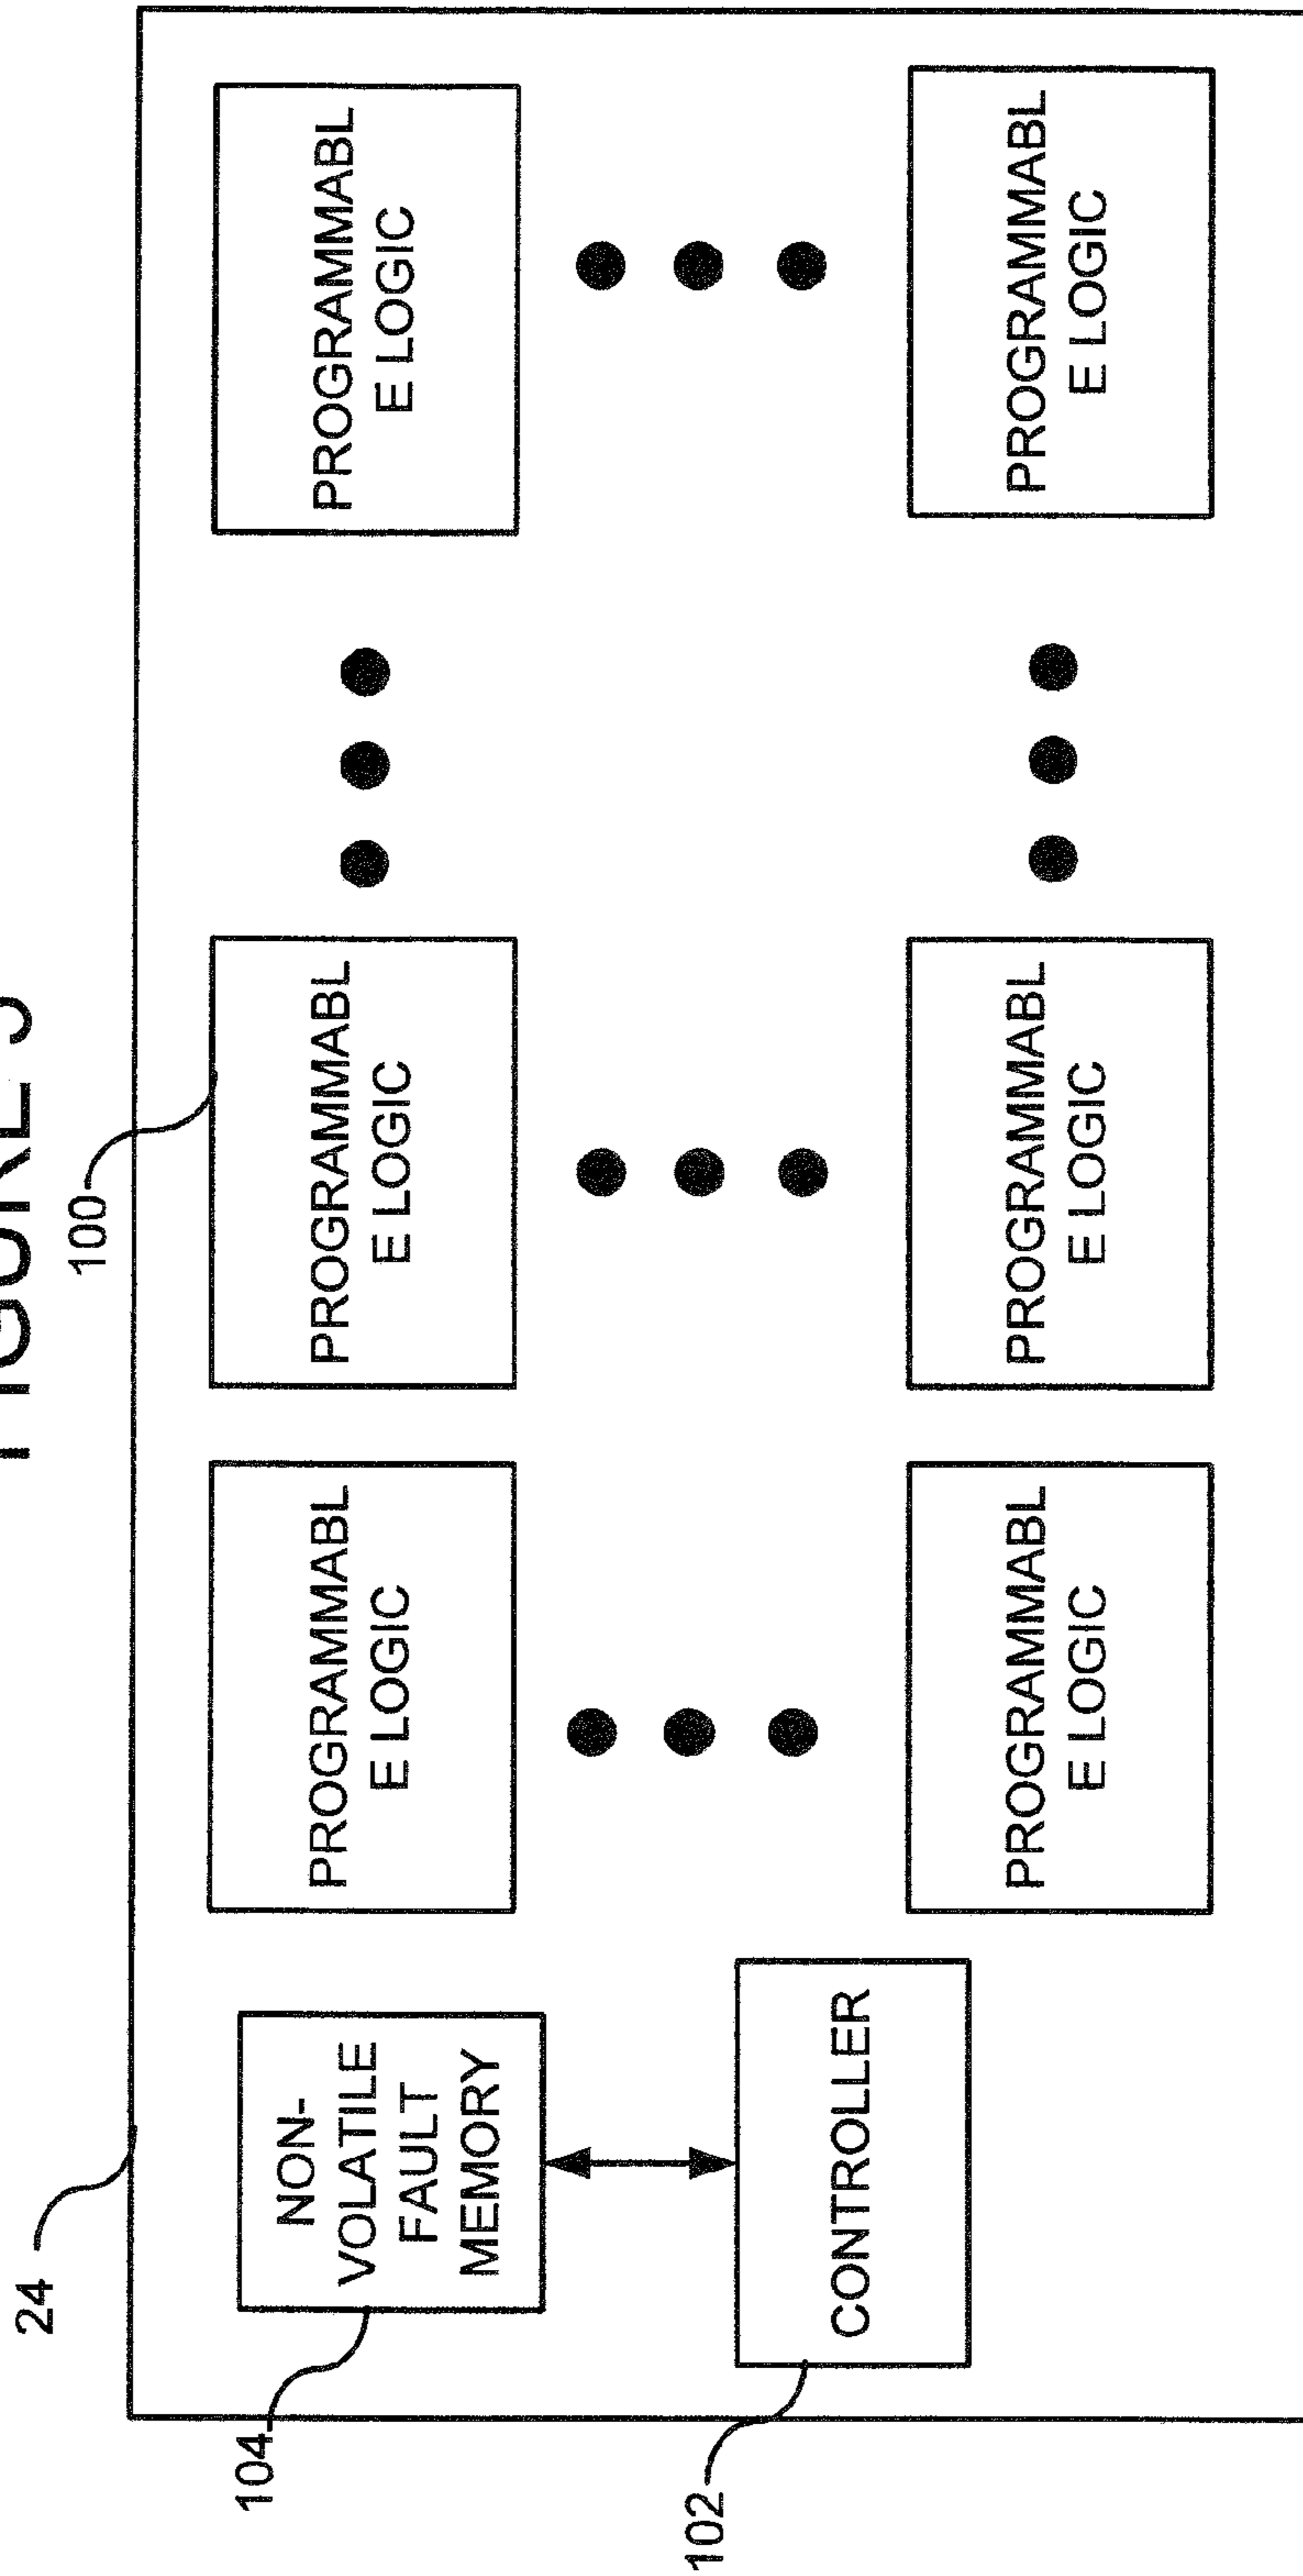 FIGURE
24
100
104
NON-
VOLATILE
FAULT
MEMORY
PROGRAMMABL
E LOGIC
PROGRAMMABL
E LOGIC
PROGRAMMABL
E LOGIC
102
CONTROLLER
PROGRAMMABL
E LOGIC
PROGRAMMABL
E LOGIC
PROGRAMMABL
E LOGIC